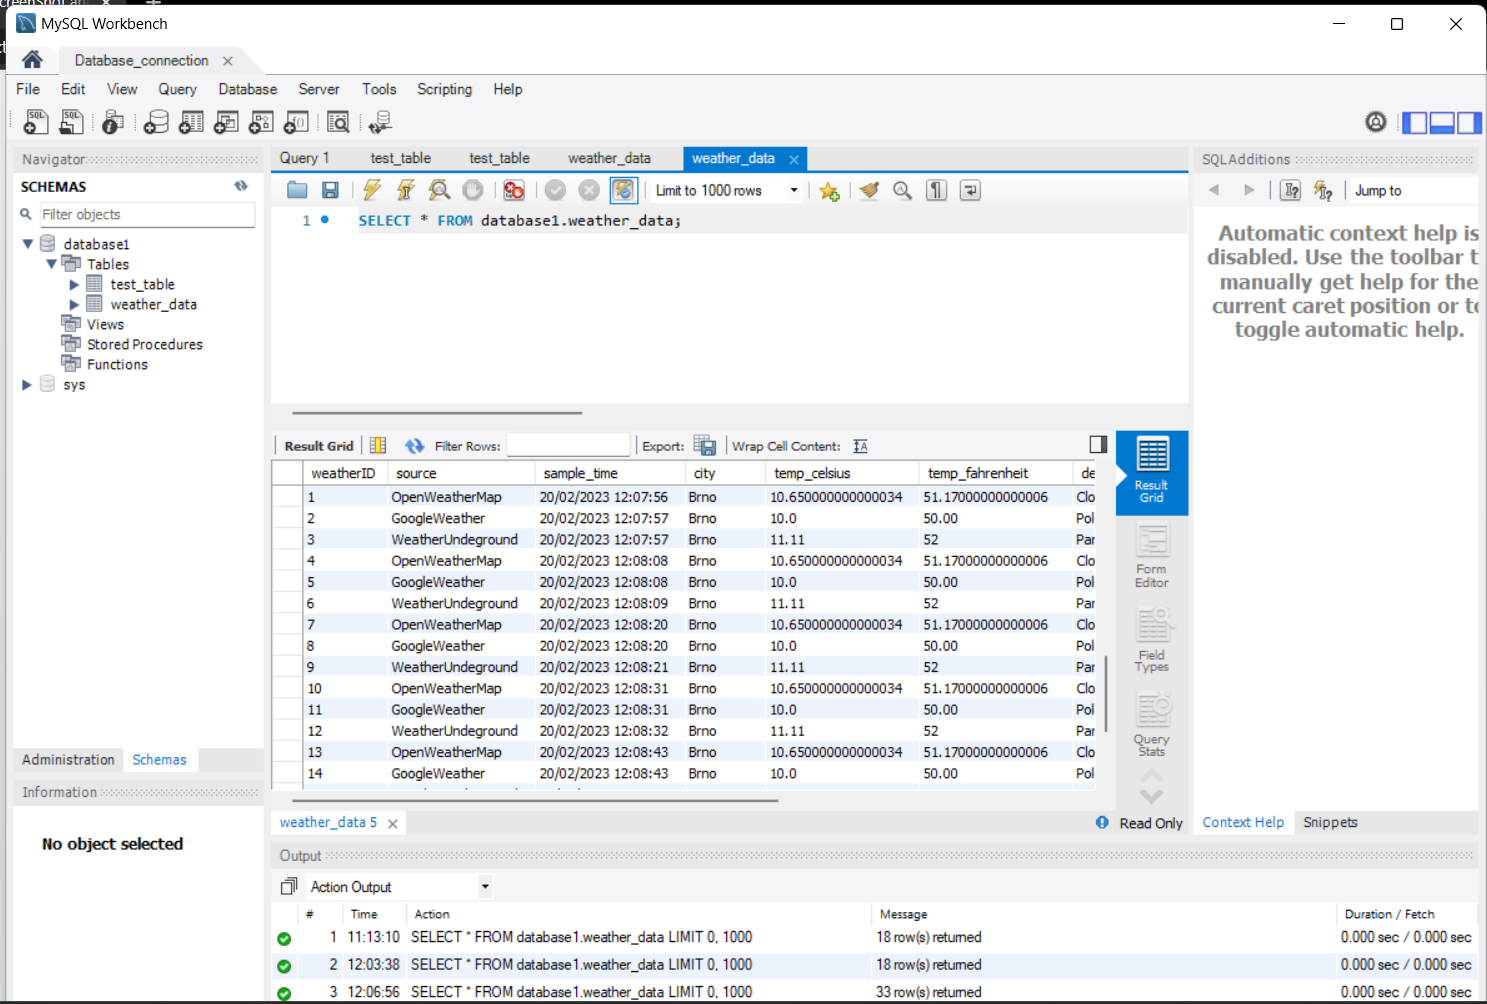 MySQL Workbench
Database_connection
File Edit View Query Database Server Tools Scripting Help
Navigator
SCHEMAS
Filter objects
database1
Tables
test_table
weather_data
Views
Stored Procedures
Functions
sys
Administration Schemas
Information
No object selected
Query 1 test_table test_table weather_data weather_data
Limit to 1000 rows
1 SELECT * FROM database1.weather_data;
Result Grid Filter Rows: Export: Wrap Cell Content:
weatherID source sample_time city temp_celsius temp_fahrenheit de
1 OpenWeatherMap 20/02/2023 12:07:56 Brno 10.650000000000034 51.17000000000006 Clo
2 GoogleWeather 20/02/2023 12:07:57 Brno 10.0 50.00 Pol
3 WeatherUndeground 20/02/2023 12:07:57 Brno 11.11 52 Par
4 OpenWeatherMap 20/02/2023 12:08:08 Brno 10.650000000000034 51.17000000000006 Clo
5 GoogleWeather 20/02/2023 12:08:08 Brno 10.0 50.00 Pol
6 WeatherUndeground 20/02/2023 12:08:09 Brno 11.11 52 Par
7 OpenWeatherMap 20/02/2023 12:08:20 Brno 10.650000000000034 51.17000000000006 Clo
8 GoogleWeather 20/02/2023 12:08:20 Brno 10.0 50.00 Pol
9 WeatherUndeground 20/02/2023 12:08:21 Brno 11.11 52 Par
10 OpenWeatherMap 20/02/2023 12:08:31 Brno 10.650000000000034 51.17000000000006 Clo
11 GoogleWeather 20/02/2023 12:08:31 Brno 10.0 50.00 Pol
12 WeatherUndeground 20/02/2023 12:08:32 Brno 11.11 52 Par
13 OpenWeatherMap 20/02/2023 12:08:43 Brno 10.650000000000034 51.17000000000006 Clo
14 GoogleWeather 20/02/2023 12:08:43 Brno 10.0 50.00 Pol
Result
Grid
Form
Editor
Field
Types
Query
Stats
weather_data 5
Read Only
SQLAdditions
Jump to
Automatic context help is
disabled. Use the toolbar t
manually get help for the
current caret position or to
toggle automatic help.
Context Help Snippets
Output
Action Output
# Time Action Message Duration / Fetch
1 11:13:10 SELECT * FROM database1.weather_data LIMIT 0, 1000 18 row(s) returned 0.000 sec / 0.000 sec
2 12:03:38 SELECT * FROM database1.weather_data LIMIT 0, 1000 18 row(s) returned 0.000 sec / 0.000 sec
3 12:06:56 SELECT * FROM database1.weather_data LIMIT 0, 1000 33 row(s) returned 0.000 sec / 0.000 sec